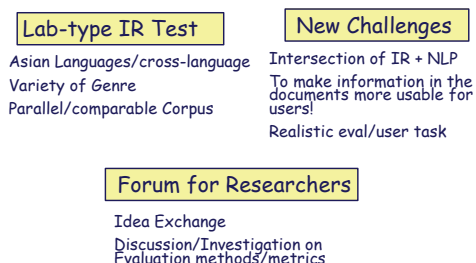 Lab-type IR Test
Asian Languages/cross-language
Variety of Genre
Parallel/comparable Corpus
New Challenges
Intersection of IR + NLP
To make information in the
documents more usable for
users!
Realistic eval/user task
Forum for Researchers
Idea Exchange
Discussion/Investigation on
Evaluation methods/metrics